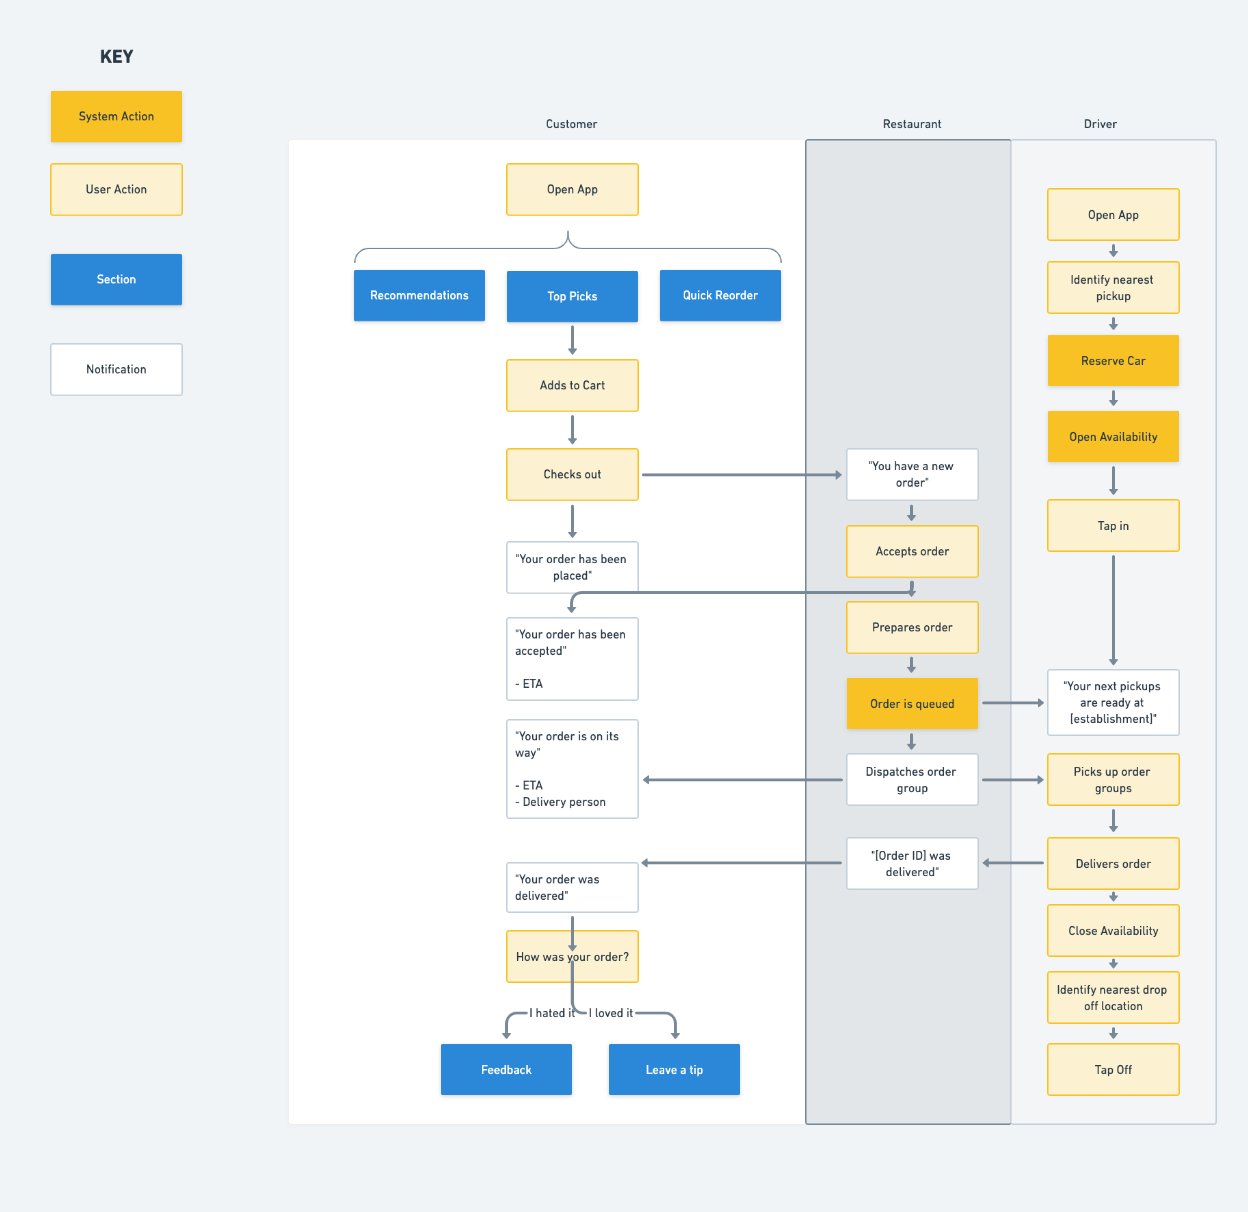 KEY
System Action
User Action
Section
Notification
Customer
Restaurant
Driver
Open App
Recommendations
Top Picks
Quick Reorder
Adds to Cart
Checks out
"Your order has been
placed"
"Your order has been
accepted"
- ETA
"Your order is on its
way"
- ETA
- Delivery person
"Your order was
delivered"
How was your order?
I hated it
I loved it
Feedback
Leave a tip
"You have a new
order"
Accepts order
Prepares order
Order is queued
Dispatches order
group
"[Order ID] was
delivered"
Open App
Identify nearest
pickup
Reserve Car
Open Availability
Tap in
"Your next pickups
are ready at
[establishment]"
Picks up order
groups
Delivers order
Close Availability
Identify nearest drop
off location
Tap Off